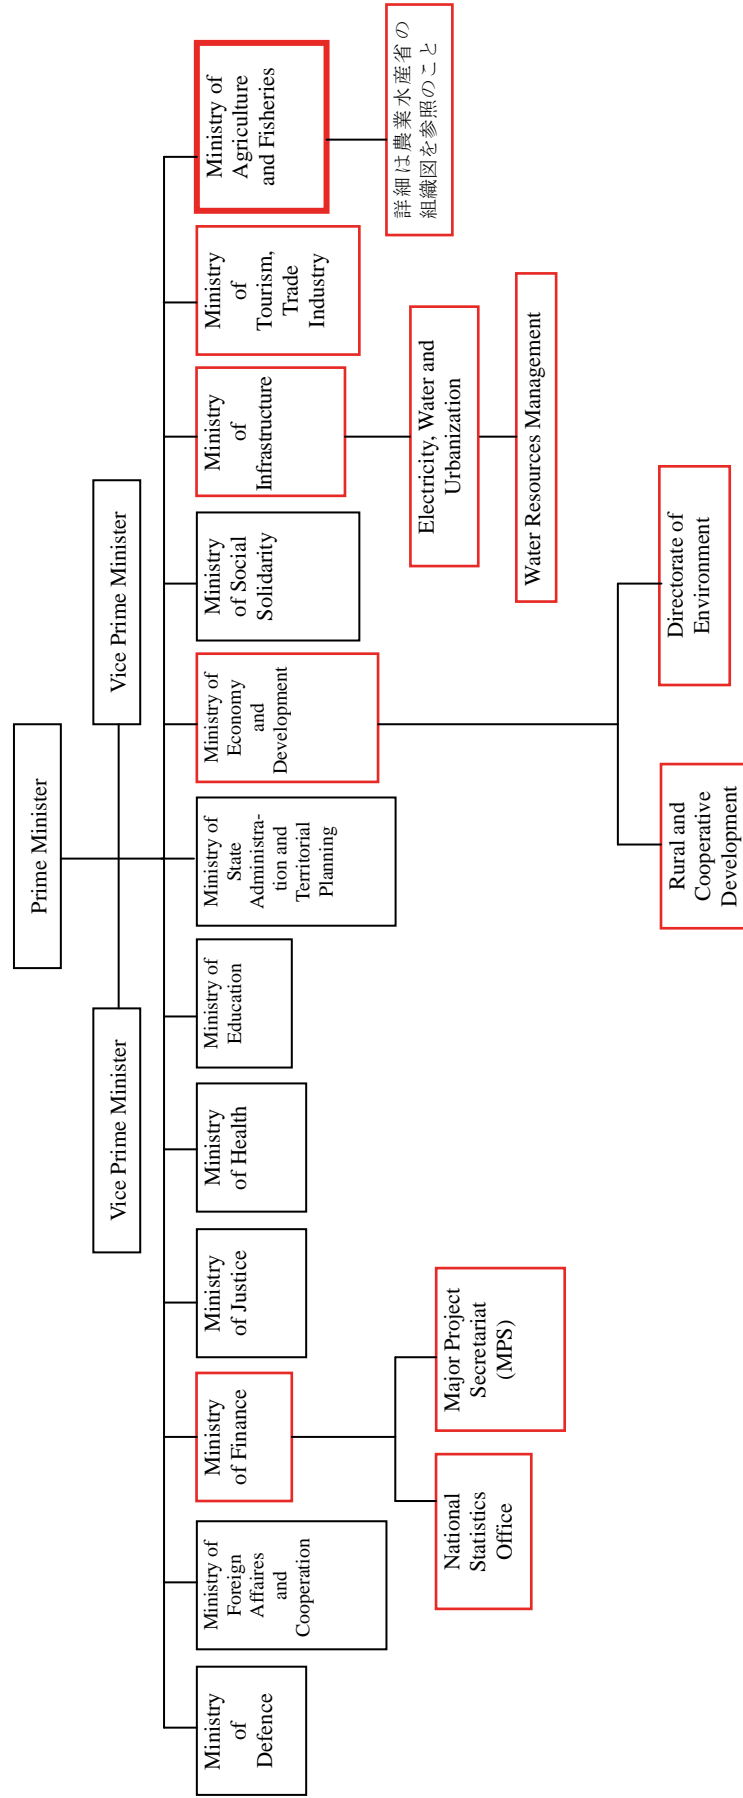 Prime Minister
Vice Prime Minister
Vice Prime Minister
Ministry
of
Defence
Ministry of
Foreign
Affaires
and
Cooperation
Ministry
of Finance
Ministry
of Justice
Ministry
of Health
Ministry of
Education
Ministry of
State
Administra-
tion and
Territorial
Planning
Ministry of
Economy
and
Development
Ministry
of Social
Solidarity
Ministry
of
Infrastructure
Ministry
of
Tourism,
Trade
Industry
Ministry of
Agriculture
and Fisheries
National
Statistics
Office
Major Project
Secretariat
(MPS)
Electricity, Water and
Urbanization
詳細は農業水産省の
組織図を参照のこと
Water Resources Management
Rural and
Cooperative
Development
Directorate of
Environment